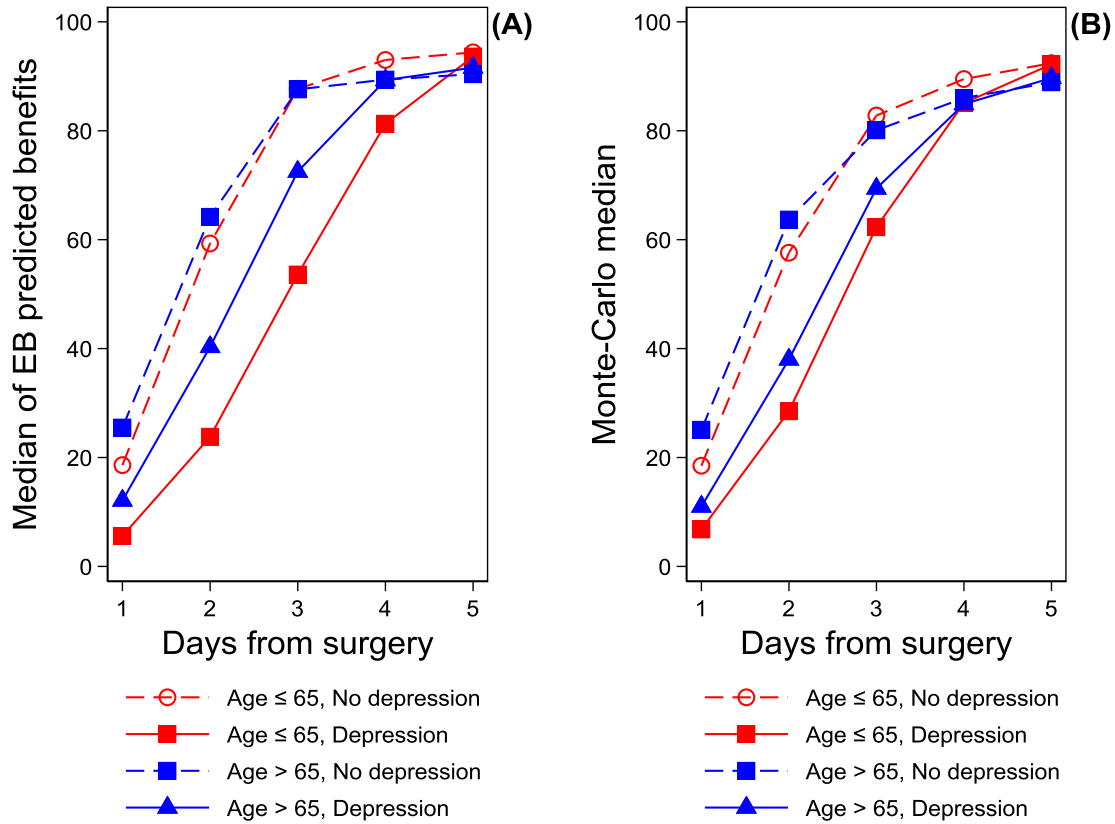 (A)
Median of EB predicted benefits
100
80
60
40
20
0
1 2 3 4 5
Days from surgery
Age ≤ 65, No depression
Age ≤ 65, Depression
Age > 65, No depression
Age > 65, Depression
(B)
Monte-Carlo median
100
80
60
40
20
0
1 2 3 4 5
Days from surgery
Age ≤ 65, No depression
Age ≤ 65, Depression
Age > 65, No depression
Age > 65, Depression